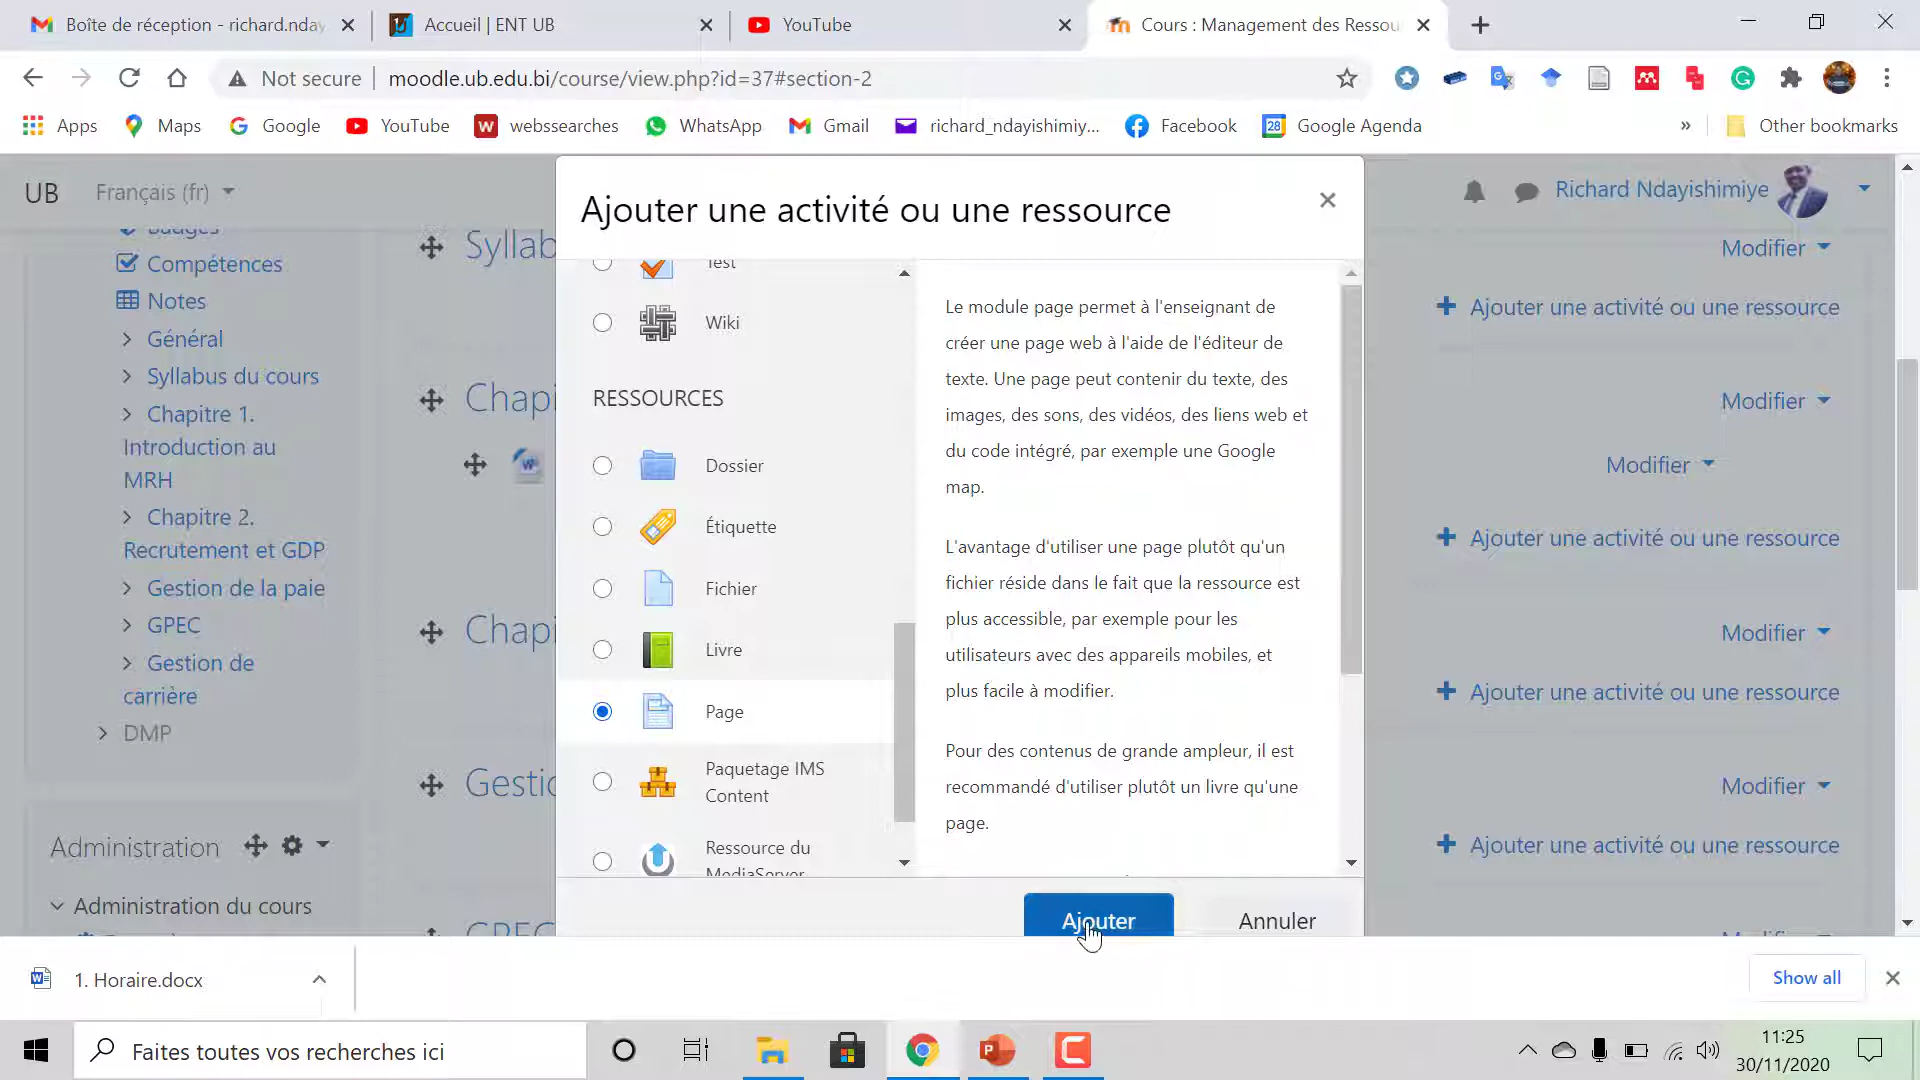 Boîte de réception - richard.nday
Accueil | ENT UB
YouTube
Cours : Management des Ressou
Not secure
moodle.ub.edu.bi/course/view.php?id=37#section-2
Apps
Maps
Google
YouTube
webssearches
WhatsApp
Gmail
richard_ndayishimiy...
Facebook
Google Agenda
Other bookmarks
UB
Français (fr)
Richard Ndayishimiye
Badges
Compétences
Notes
Général
Syllabus du cours
Chapitre 1.
Introduction au
MRH
Chapitre 2.
Recrutement et GDP
Gestion de la paie
GPEC
Gestion de
carrière
DMP
Administration
Administration du cours
Syllab
Chapi
Chapi
Gestio
GPEC
Ajouter une activité ou une ressource
Test
Wiki
RESSOURCES
Dossier
Étiquette
Fichier
Livre
Page
Paquetage IMS
Content
Ressource du
MediaServer
Le module page permet à l'enseignant de
créer une page web à l'aide de l'éditeur de
texte. Une page peut contenir du texte, des
images, des sons, des vidéos, des liens web et
du code intégré, par exemple une Google
map.
L'avantage d'utiliser une page plutôt qu'un
fichier réside dans le fait que la ressource est
plus accessible, par exemple pour les
utilisateurs avec des appareils mobiles, et
plus facile à modifier.
Pour des contenus de grande ampleur, il est
recommandé d'utiliser plutôt un livre qu'une
page.
Ajouter
Annuler
Modifier
Ajouter une activité ou une ressource
Modifier
Modifier
Ajouter une activité ou une ressource
Modifier
Ajouter une activité ou une ressource
Modifier
Ajouter une activité ou une ressource
1. Horaire.docx
Show all
Faites toutes vos recherches ici
11:25
30/11/2020